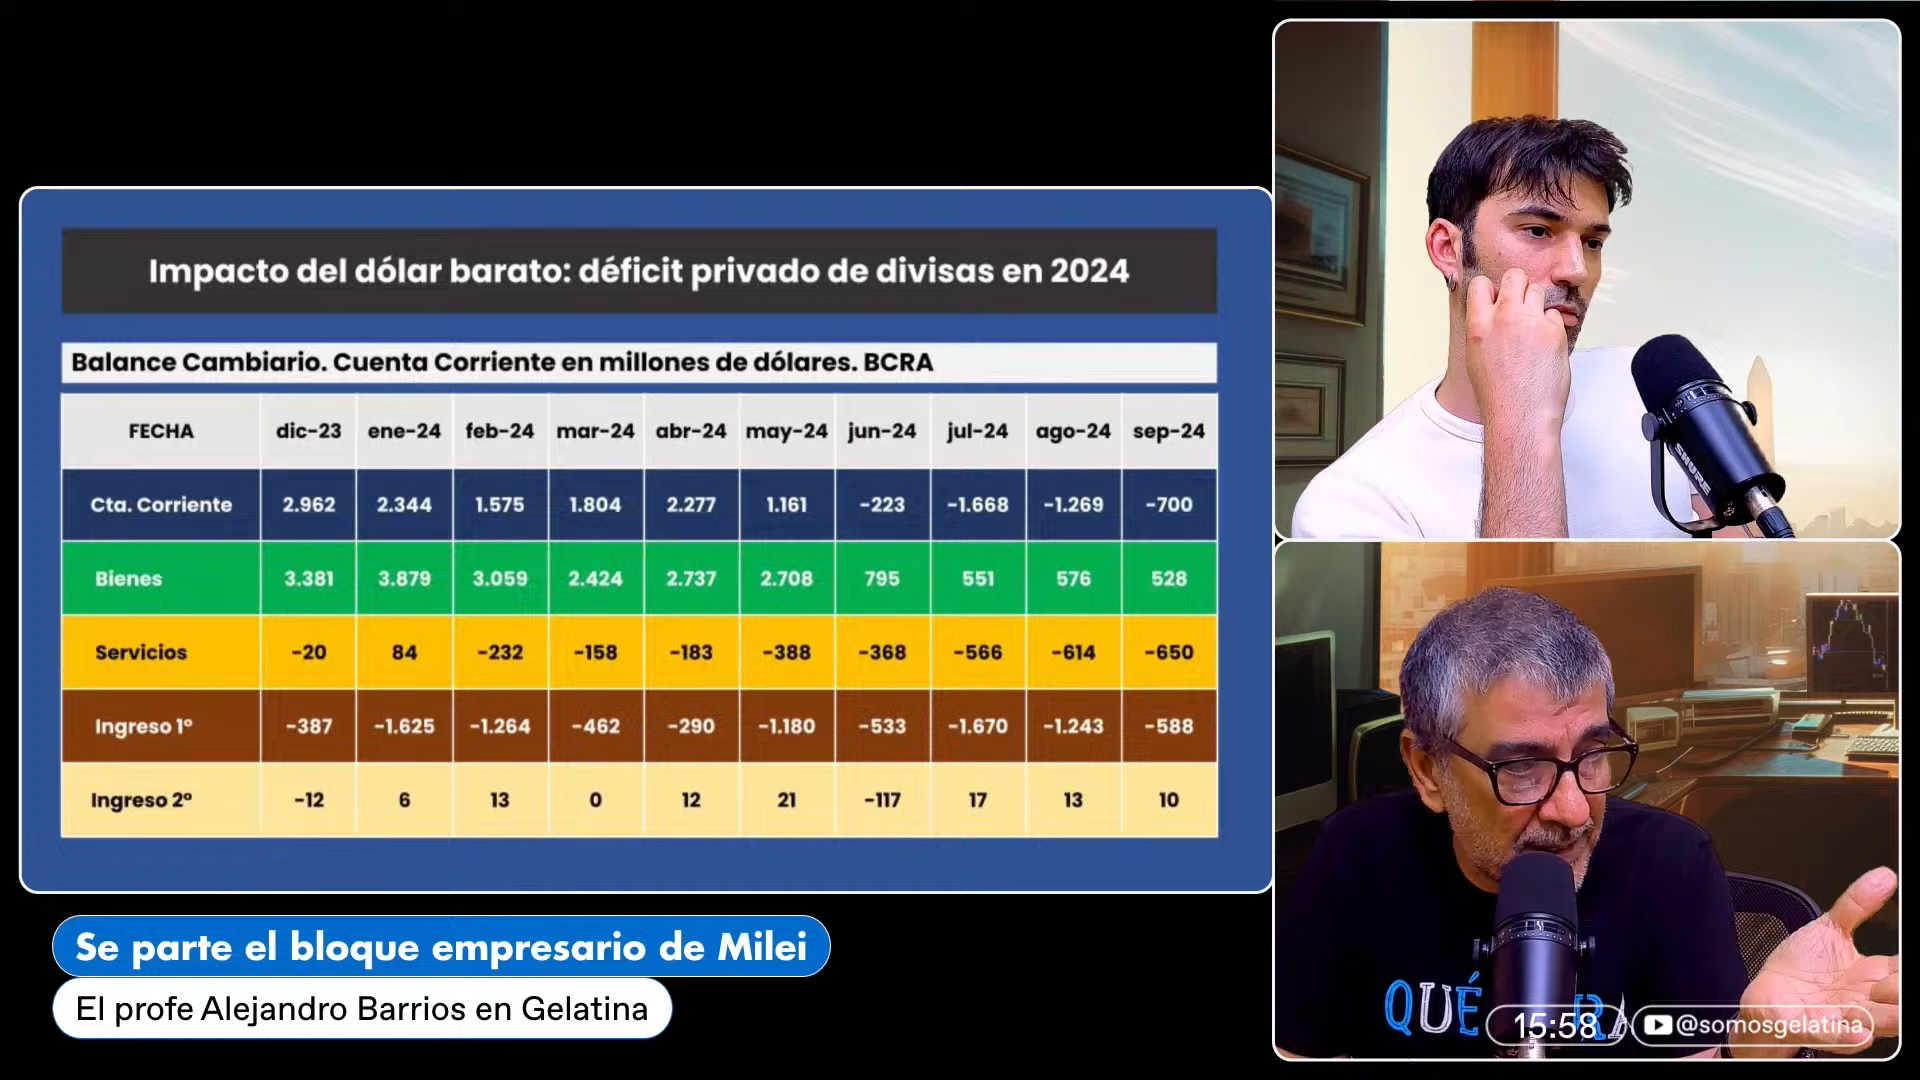 Impacto del dólar barato: déficit privado de divisas en 2024
Balance Cambiario. Cuenta Corriente en millones de dólares. BCRA
FECHA dic-23 ene-24 feb-24 mar-24 abr-24 may-24 jun-24 jul-24 ago-24 sep-24
Cta. Corriente 2.962 2.344 1.575 1.804 2.277 1.161 -223 -1.668 -1.269 -700
Bienes 3.381 3.879 3.059 2.424 2.737 2.708 795 551 576 528
Servicios -20 84 -232 -158 -183 -388 -368 -566 -614 -650
Ingreso 1º -387 -1.625 -1.264 -462 -290 -1.180 -533 -1.670 -1.243 -588
Ingreso 2º -12 6 13 0 12 21 -117 17 13 10
Se parte el bloque empresario de Milei
El profe Alejandro Barrios en Gelatina
SHURE
QUÉ
15:58
@somosgelatina